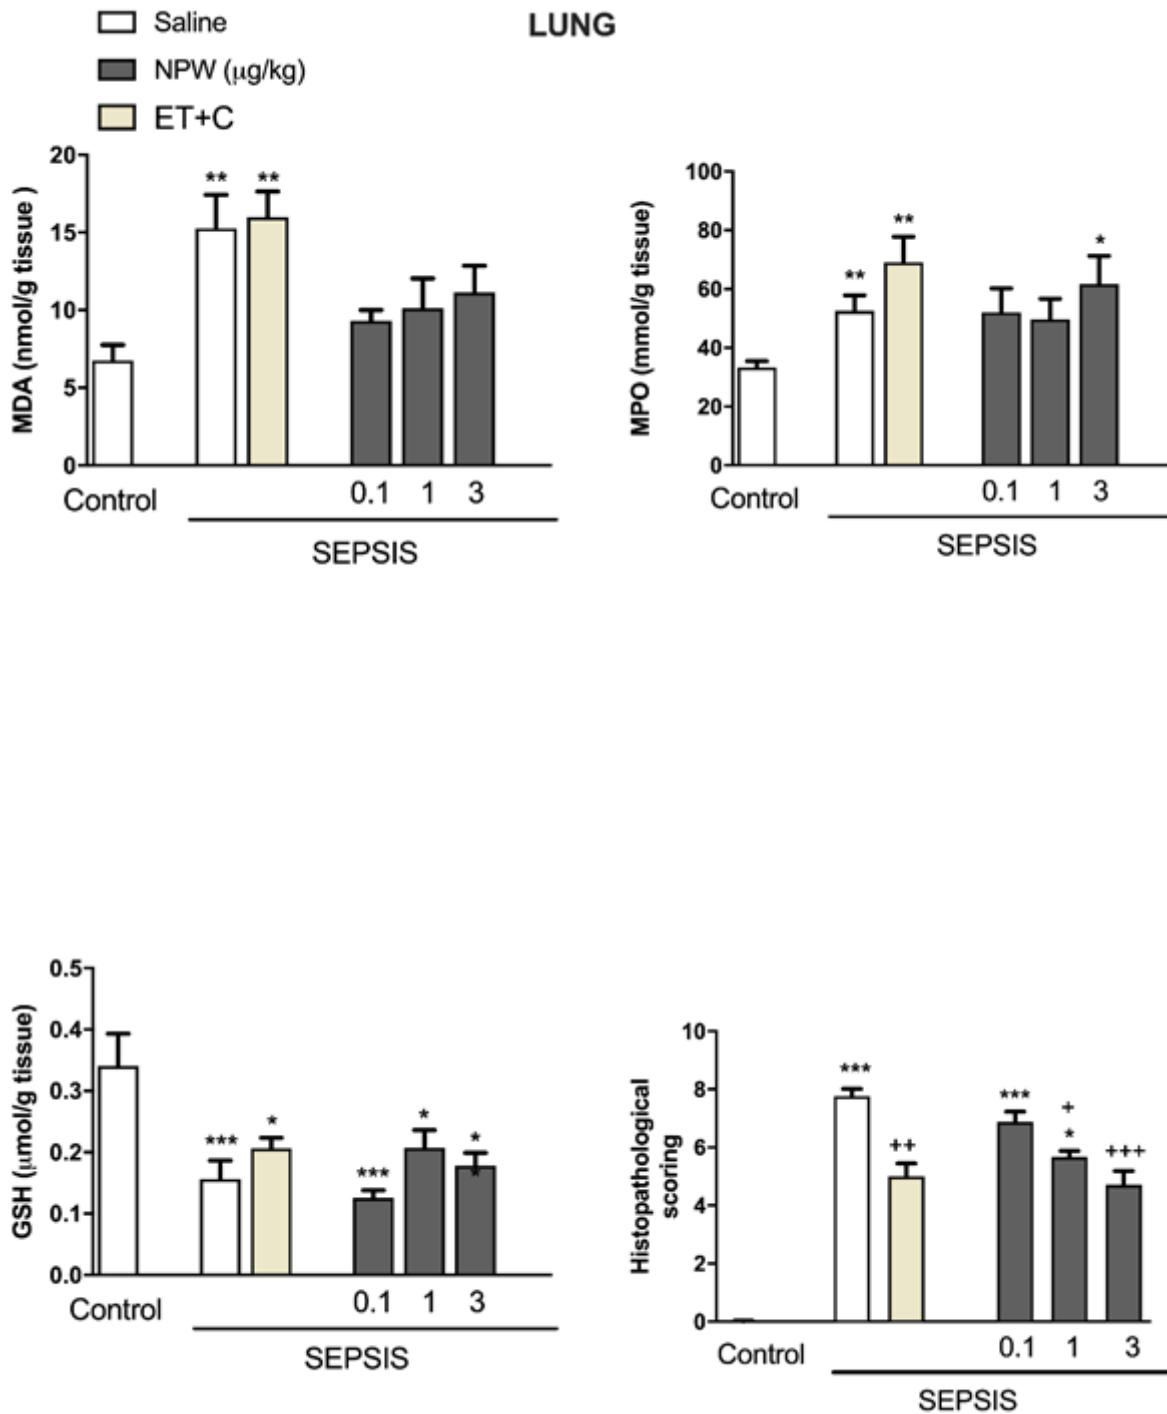 Saline
LUNG
NPW (μg/kg)
ET+C
MDA (nmol/g tissue )
20
15
10
5
0
** **
Control
0.1 1 3
SEPSIS
MPO (mmol/g tissue)
100
80
60
40
20
0
** ** *
Control
0.1 1 3
SEPSIS
GSH (μmol/g tissue)
0.5
0.4
0.3
0.2
0.1
0.0
*** * *** * * *
Control
0.1 1 3
SEPSIS
Histopathological
scoring
10
8
6
4
2
0
*** ++ *** + * +++
Control
0.1 1 3
SEPSIS